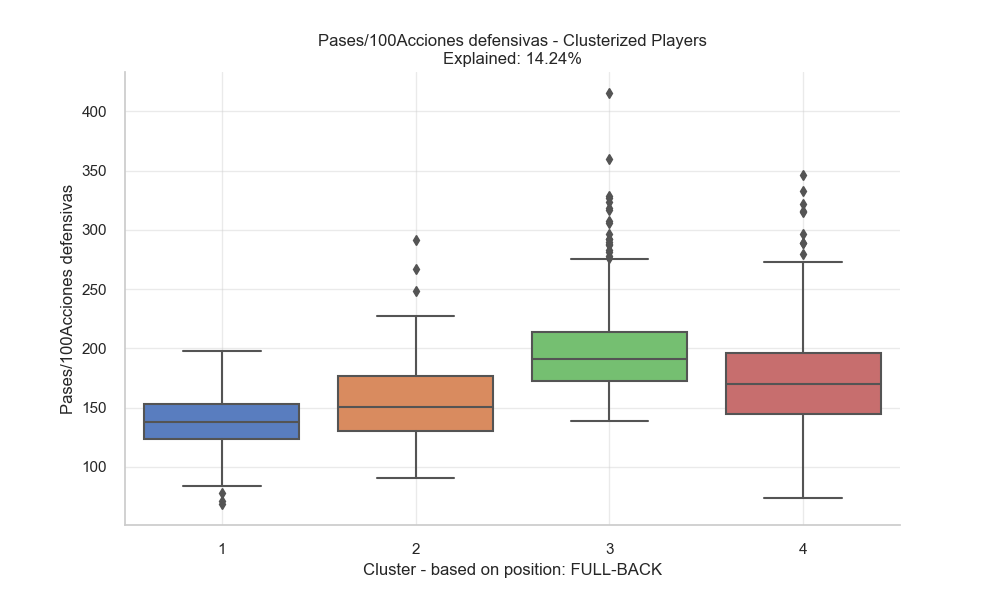 Pases/100Acciones defensivas - Clusterized Players
Explained: 14.24%
Pases/100Acciones defensivas
400
350
300
250
200
150
100
1 2 3 4
Cluster - based on position: FULL-BACK